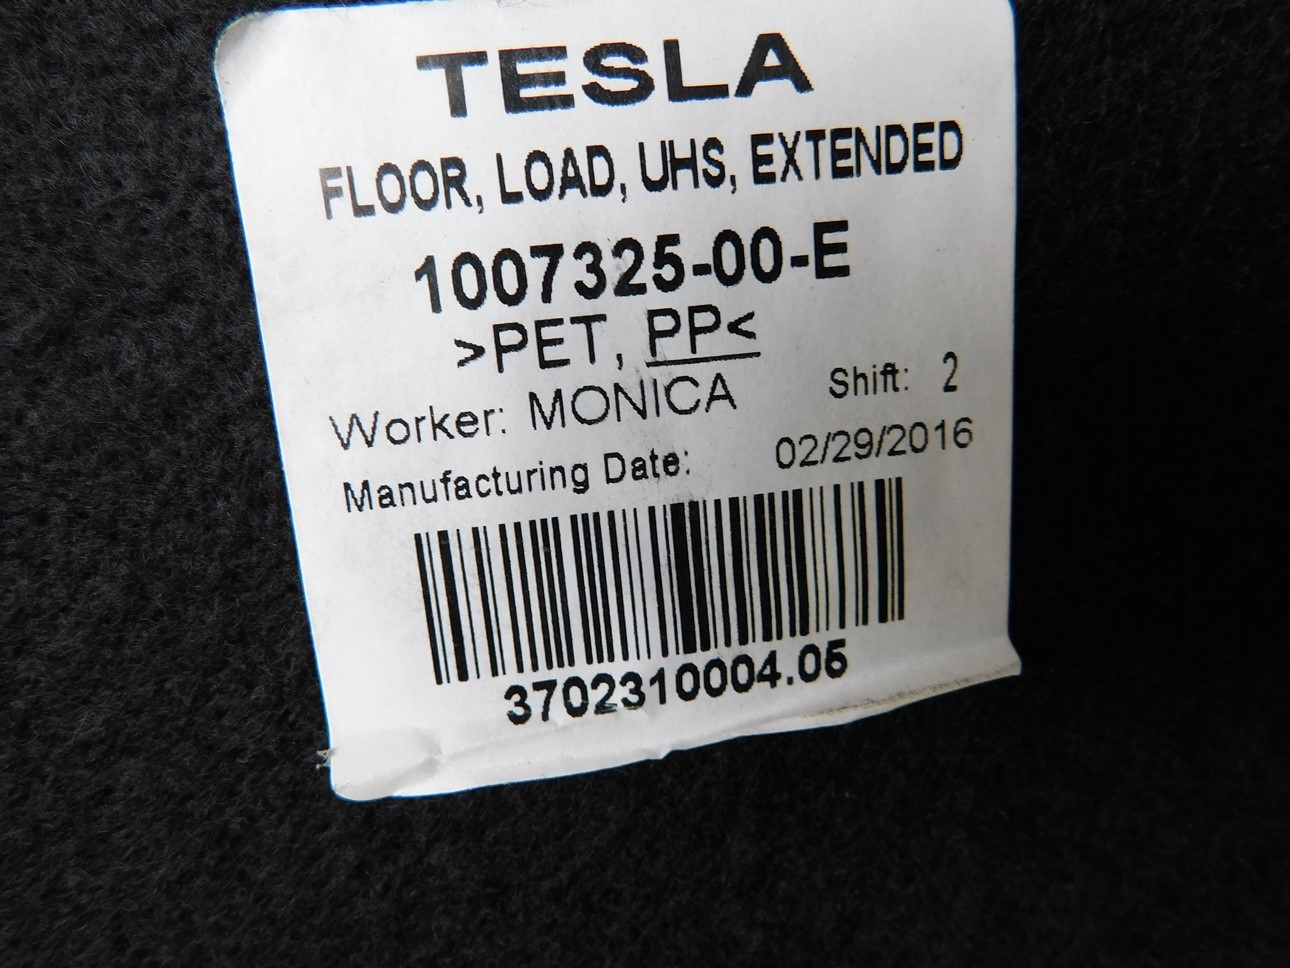 TESLA
FLOOR, LOAD, UHS, EXTENDED
1007325-00-E
>PET, PP<
Worker: MONICA Shift: 2
Manufacturing Date: 02/29/2016
3702310004.05